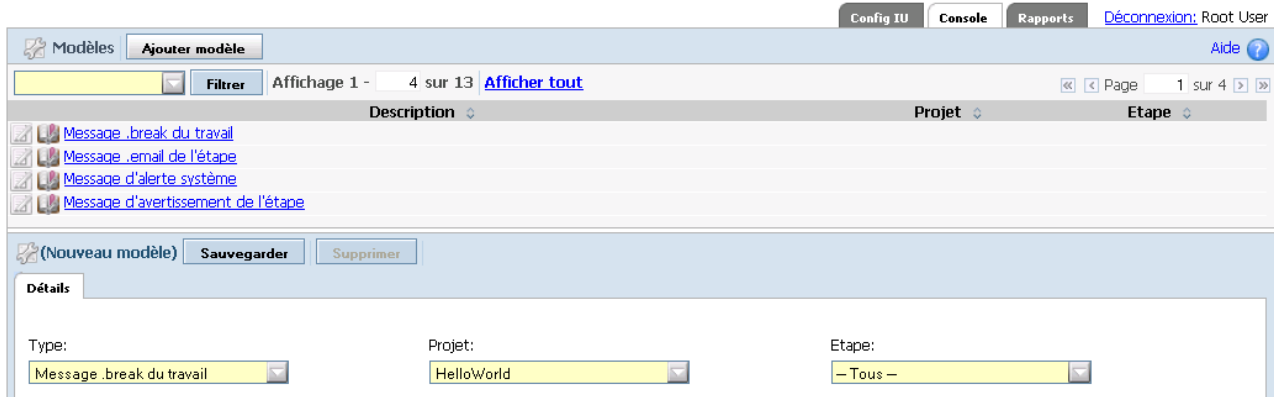 Config IU Console Rapports Déconnexion: Root User
Modèles Ajouter modèle Aide
Filtrer Affichage 1 - 4 sur 13 Afficher tout Page 1 sur 4
Description Projet Etape
Message .break du travail
Message .email de l'étape
Message d'alerte système
Message d'avertissement de l'étape
(Nouveau modèle) Sauvegarder Supprimer
Détails
Type: Projet: Etape:
Message .break du travail HelloWorld -- Tous --